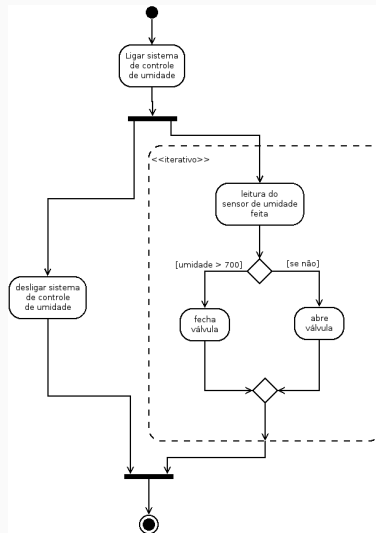 Ligar sistema
de controle
de umidade
<<iterativo>>
leitura do
sensor de umidade
feita
[umidade > 700]
[se não]
desligar sistema
de controle
de umidade
fecha
válvula
abre
válvula